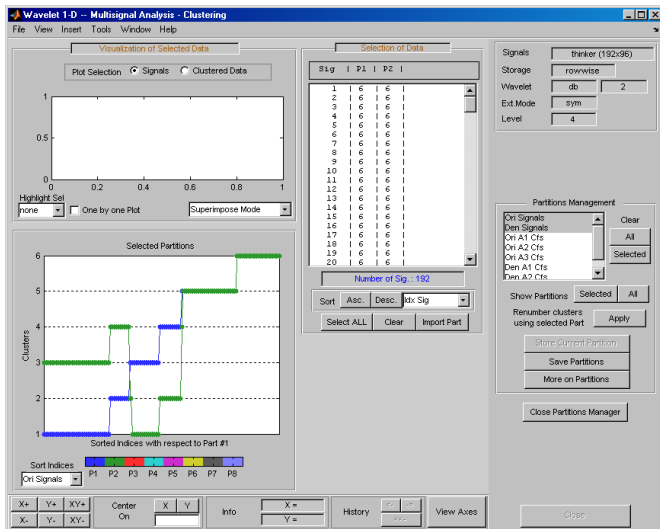 Wavelet 1-D -- Multisignal Analysis - Clustering
File View Insert Tools Window Help
Visualization of Selected Data
Plot Selection Signals Clustered Data
1
0.5
0
0 0.2 0.4 0.6 0.8 1
Highlight Sel
none One by one Plot Superimpose Mode
Selected Partitions
6
5
4
3
2
1
Clusters
Sorted Indices with respect to Part #1
Sort Indices
Ori Signals
P1 P2 P3 P4 P5 P6 P7 P8
Selection of Data
Sig | P1 | P2 |
1 | 6 | 6 |
2 | 6 | 6 |
3 | 6 | 6 |
4 | 6 | 6 |
5 | 6 | 6 |
6 | 6 | 6 |
7 | 6 | 6 |
8 | 6 | 6 |
9 | 6 | 6 |
10 | 6 | 6 |
11 | 6 | 6 |
12 | 6 | 6 |
13 | 6 | 6 |
14 | 6 | 6 |
15 | 6 | 6 |
16 | 6 | 6 |
17 | 6 | 6 |
18 | 6 | 6 |
19 | 6 | 6 |
20 | 6 | 6 |
Number of Sig. : 192
Sort Asc. Desc. Idx Sig
Select ALL Clear Import Part
Signals thinker (192x96)
Storage rowwise
Wavelet db 2
Ext.Mode sym
Level 4
Partitions Management
Ori Signals
Den Signals
Ori A1 Cfs
Ori A2 Cfs
Ori A3 Cfs
Den A1 Cfs
Den A2 Cfs
Clear
All
Selected
Show Partitions Selected All
Renumber clusters
using selected Part Apply
Store Current Partition
Save Partitions
More on Partitions
Close Partitions Manager
X+ Y+ XY+
X- Y- XY-
Center
On
X Y
Info
X =
Y =
History
<- ->
<<-
View Axes
Close